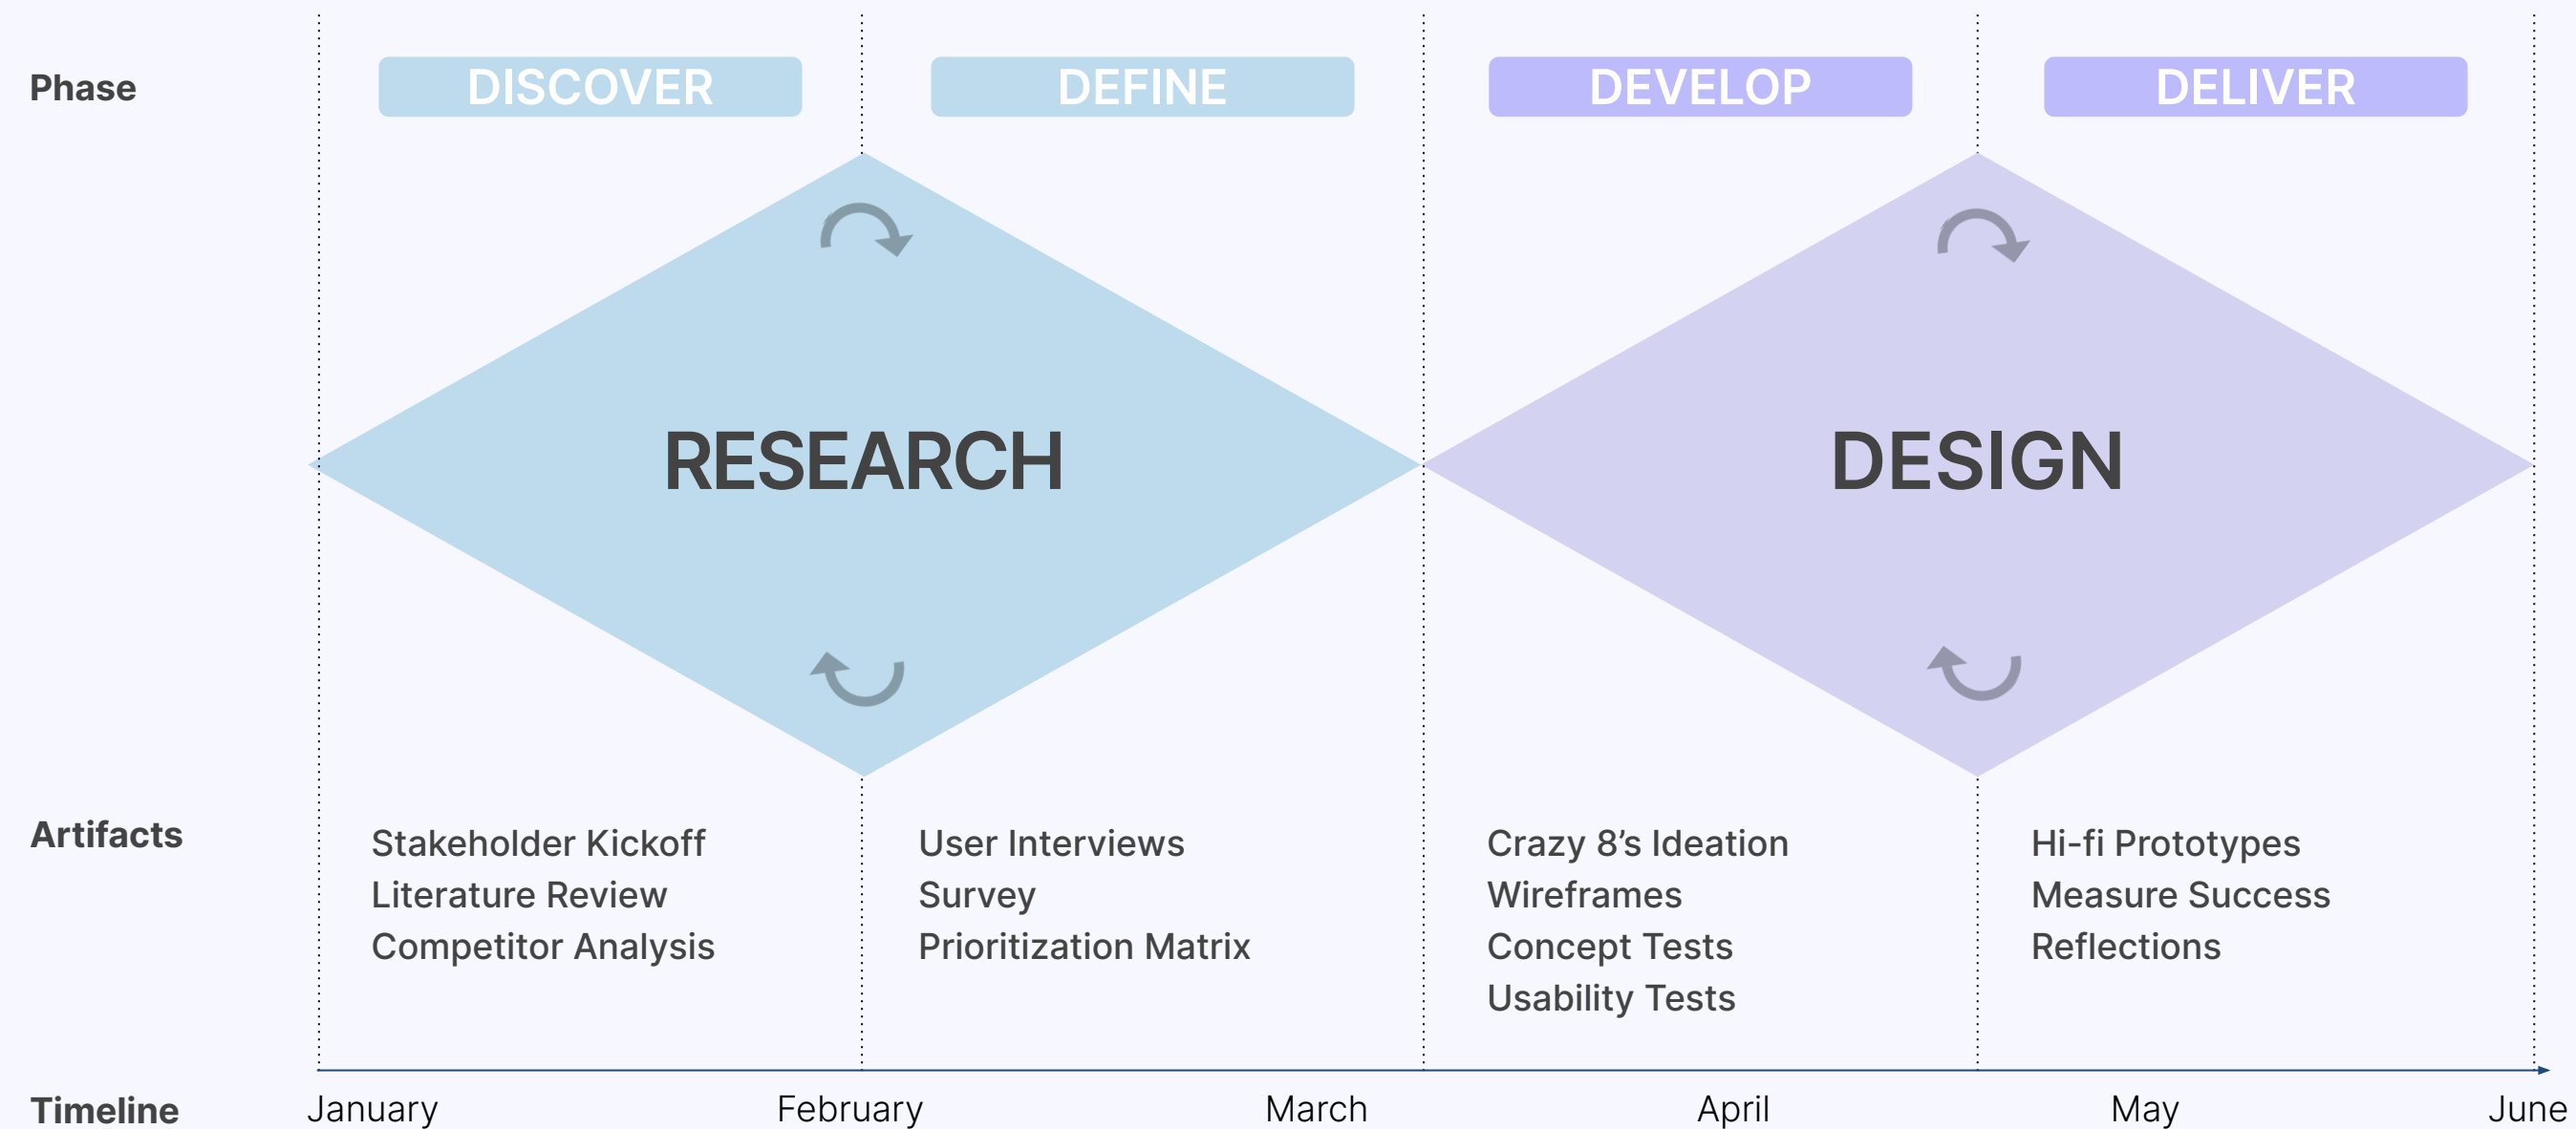 Phase
DISCOVER
DEFINE
DEVELOP
DELIVER
RESEARCH
DESIGN
Artifacts
Stakeholder Kickoff
Literature Review
Competitor Analysis
User Interviews
Survey
Prioritization Matrix
Crazy 8’s Ideation
Wireframes
Concept Tests
Usability Tests
Hi-fi Prototypes
Measure Success
Reflections
Timeline
January
February
March
April
May
June